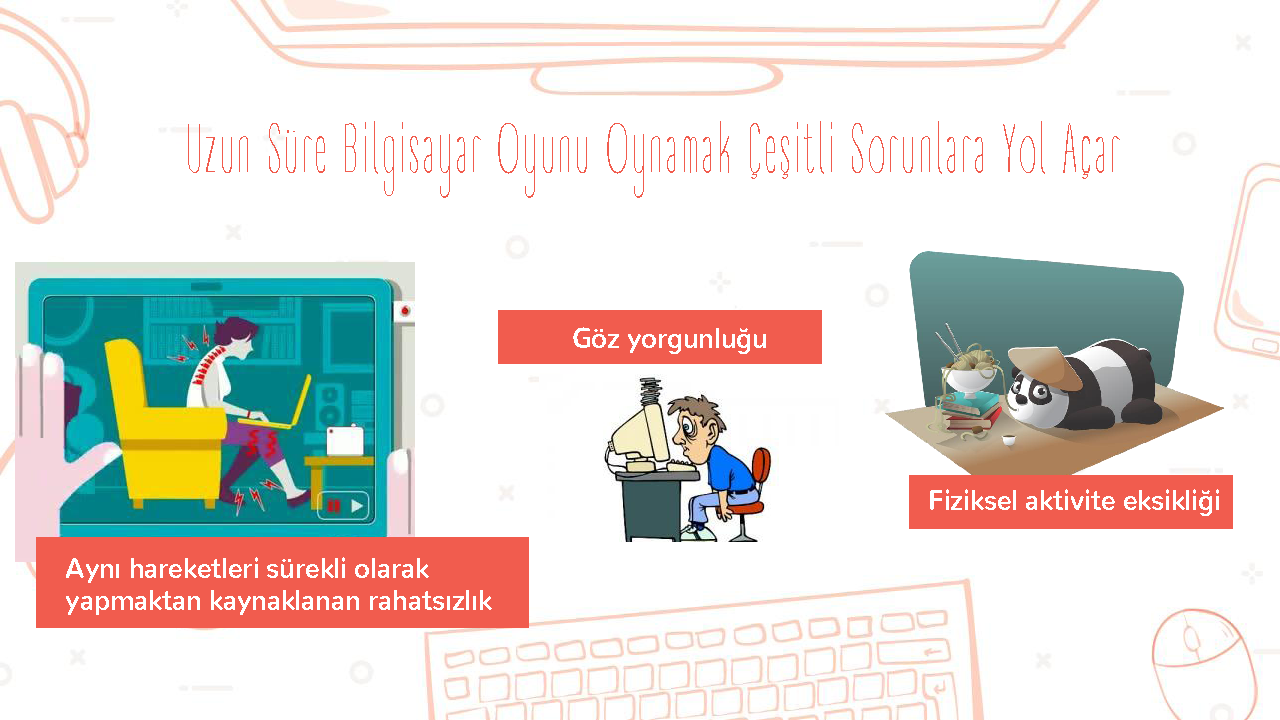 Uzun Süre Bilgisayar Oyunu Oynamak Çeşitli Sorunlara Yol Açar
Göz yorgunluğu
Fiziksel aktivite eksikliği
Aynı hareketleri sürekli olarak
yapmaktan kaynaklanan rahatsızlık